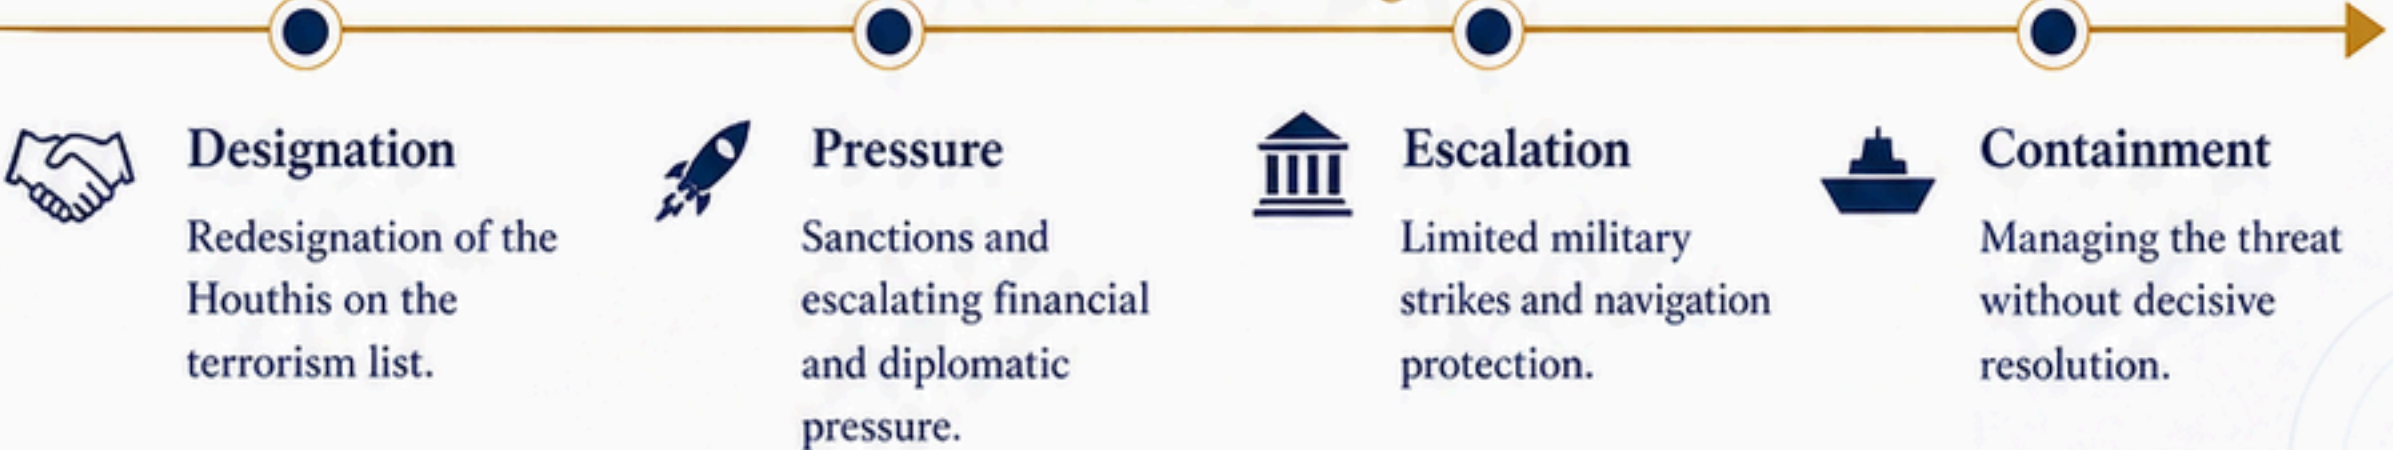 Designation
Redesignation of the
Houthis on the
terrorism list.
Pressure
Sanctions and
escalating financial
and diplomatic
pressure.
Escalation
Limited military
strikes and navigation
protection.
Containment
Managing the threat
without decisive
resolution.